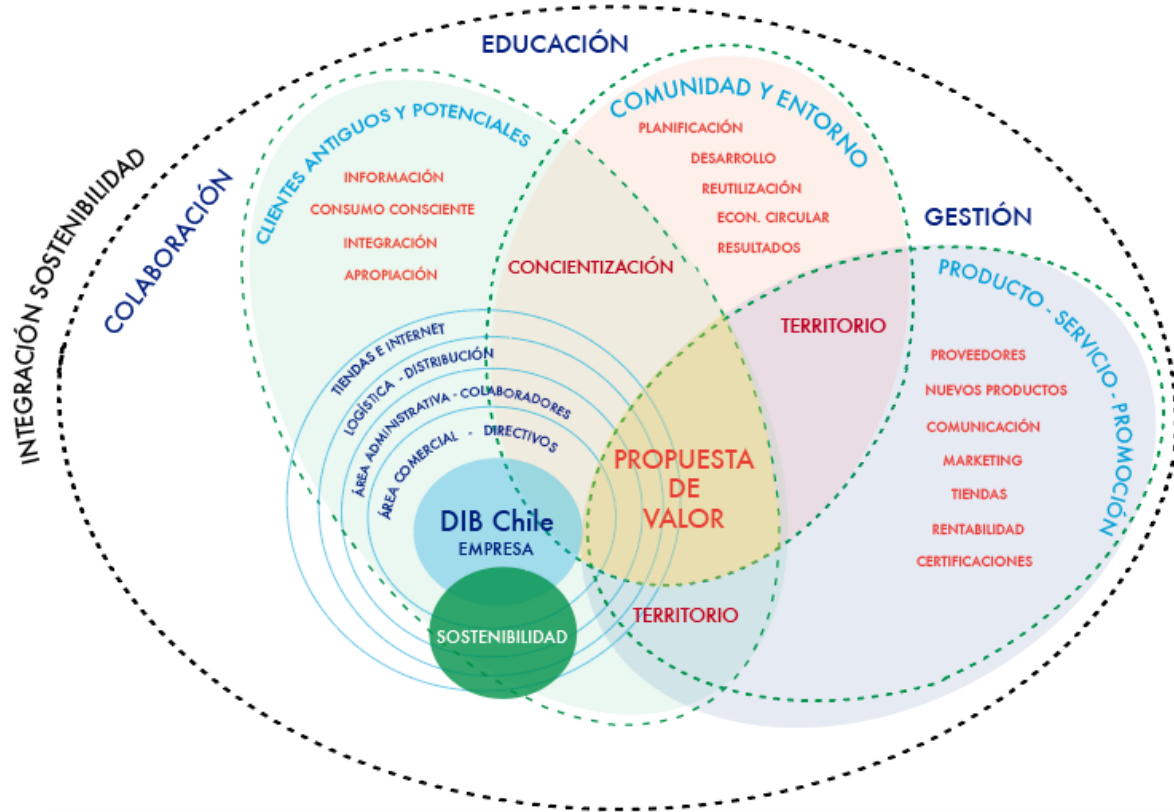 EDUCACIÓN
COLABORACIÓN
INTEGRACIÓN SOSTENIBILIDAD
GESTIÓN
CLIENTES ANTIGUOS Y POTENCIALES
INFORMACIÓN
CONSUMO CONSCIENTE
INTEGRACIÓN
APROPIACIÓN
COMUNIDAD Y ENTORNO
PLANIFICACIÓN
DESARROLLO
REUTILIZACIÓN
ECON. CIRCULAR
RESULTADOS
CONCIENTIZACIÓN
TERRITORIO
PRODUCTO - SERVICIO - PROMOCIÓN
PROVEEDORES
NUEVOS PRODUCTOS
COMUNICACIÓN
MARKETING
TIENDAS
RENTABILIDAD
CERTIFICACIONES
TIENDAS E INTERNET
LOGÍSTICA - DISTRIBUCIÓN
ÁREA ADMINISTRATIVA - COLABORADORES
ÁREA COMERCIAL - DIRECTIVOS
PROPUESTA
DE
VALOR
DIB Chile
EMPRESA
TERRITORIO
SOSTENIBILIDAD